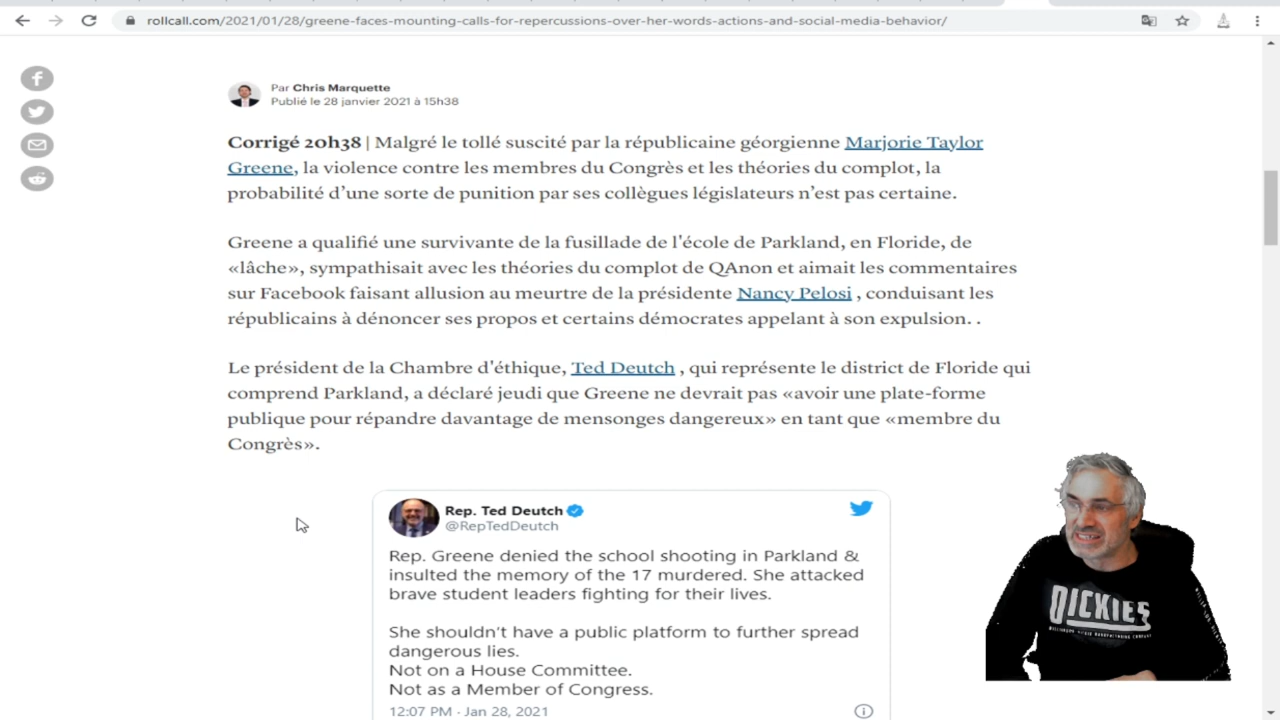 rollcall.com/2021/01/28/greene-faces-mounting-calls-for-repercussions-over-her-words-actions-and-social-media-behavior/
Par Chris Marquette
Publié le 28 janvier 2021 à 15h38
Corrigé 20h38 | Malgré le tollé suscité par la républicaine géorgienne Marjorie Taylor
Greene, la violence contre les membres du Congrès et les théories du complot, la
probabilité d’une sorte de punition par ses collègues législateurs n’est pas certaine.
Greene a qualifié une survivante de la fusillade de l'école de Parkland, en Floride, de
«lâche», sympathisait avec les théories du complot de QAnon et aimait les commentaires
sur Facebook faisant allusion au meurtre de la présidente Nancy Pelosi , conduisant les
républicains à dénoncer ses propos et certains démocrates appelant à son expulsion. .
Le président de la Chambre d'éthique, Ted Deutch , qui représente le district de Floride qui
comprend Parkland, a déclaré jeudi que Greene ne devrait pas «avoir une plate-forme
publique pour répandre davantage de mensonges dangereux» en tant que «membre du
Congrès».
Rep. Ted Deutch
@RepTedDeutch
Rep. Greene denied the school shooting in Parkland &
insulted the memory of the 17 murdered. She attacked
brave student leaders fighting for their lives.
She shouldn't have a public platform to further spread
dangerous lies.
Not on a House Committee.
Not as a Member of Congress.
12:07 PM · Jan 28, 2021
DICKIES